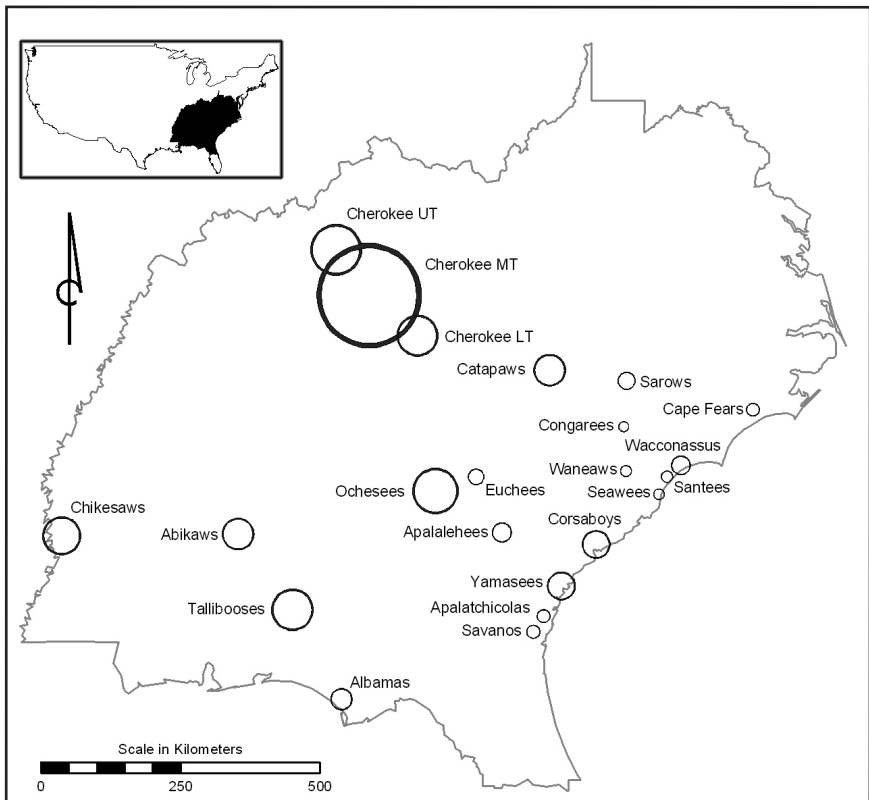 Cherokee UT
Cherokee MT
Cherokee LT
Catapaws
Sarows
Cape Fears
Congarees
Wacconassus
Waneaws
Santees
Seawees
Ochesees
Euchees
Chikesaws
Abikaws
Apalalehees
Corsaboys
Yamasees
Tallibooses
Apalatchicolas
Savanos
Albamas
Scale in Kilometers
0 250 500